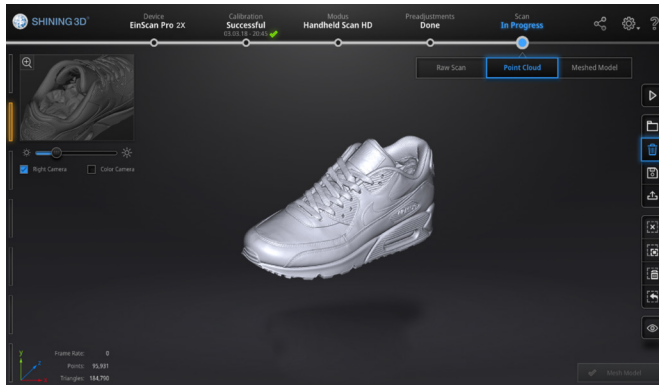 SHINING 3D®
Device
EinScan Pro 2X
Calibration
Successful
03.03.18 - 20:45
Modus
Handheld Scan HD
Preadjustments
Done
Scan
In Progress
Raw Scan
Point Cloud
Meshed Model
Right Camera
Color Camera
y
z
x
Frame Ratio: 0
Points: 95,931
Triangles: 184,750
Mesh Model